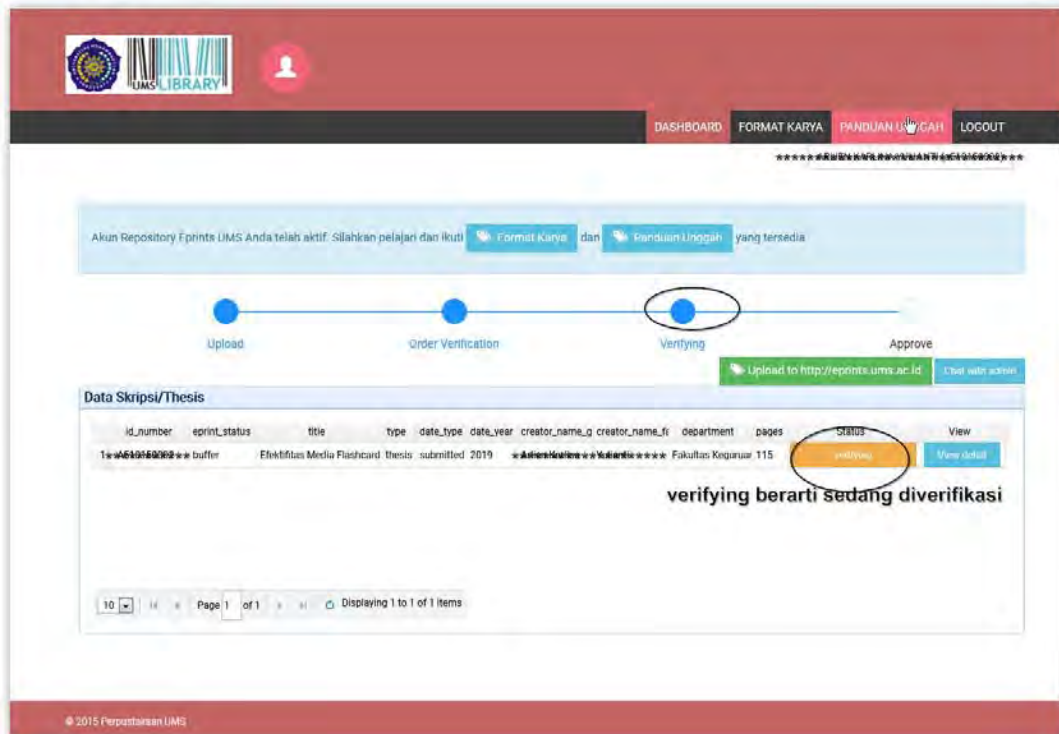 UMS LIBRARY
DASHBOARD FORMAT KARYA PANDUAN UNGGAH LOGOUT
Akun Repository Eprints UMS Anda telah aktif. Silahkan pelajari dan ikuti Format Karya dan Panduan Unggah yang tersedia
Upload Order Verification Verifying Approve
Upload to http://eprints.ums.ac.id Chat with admin
Data Skripsi/Thesis
id_number eprint_status title type date_type date_year creator_name_g creator_name_fa department pages Status View
1 buffer Efektifitas Media Flashcard thesis submitted 2019 Fakultas Keguruar 115 verifying View detail
verifying berarti sedang diverifikasi
10 Page 1 of 1 Displaying 1 to 1 of 1 items
© 2015 Perpustakaan UMS